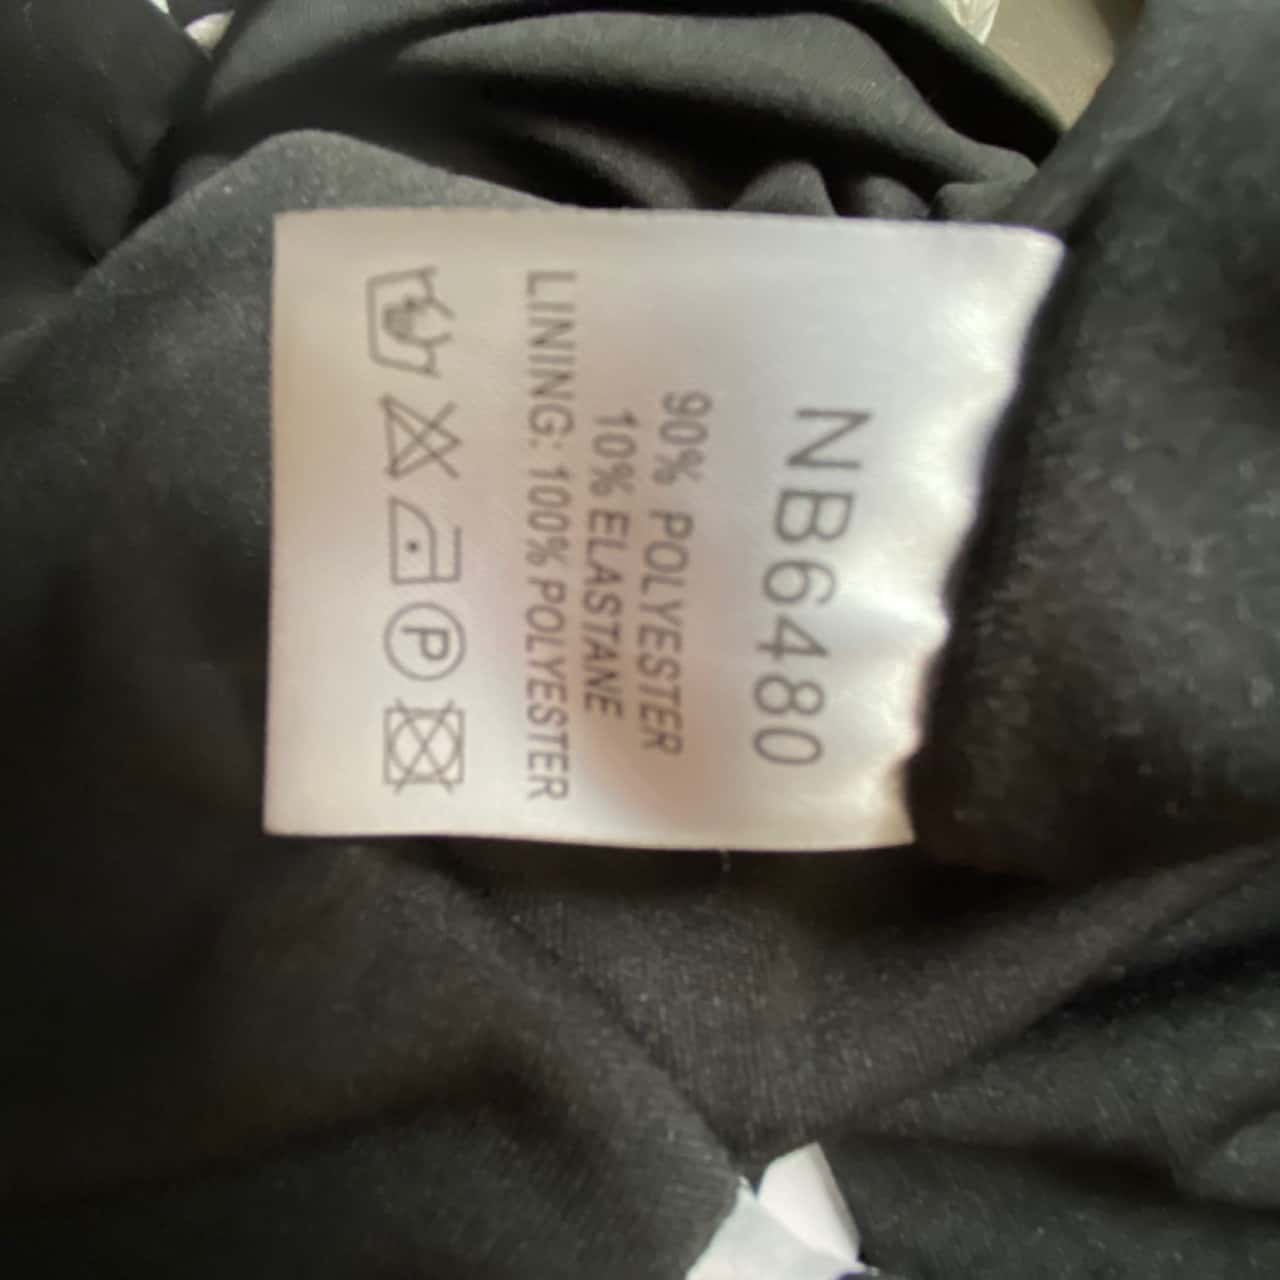 NB6480
90% POLYESTER
10% ELASTANE
LINING: 100% POLYESTER
P